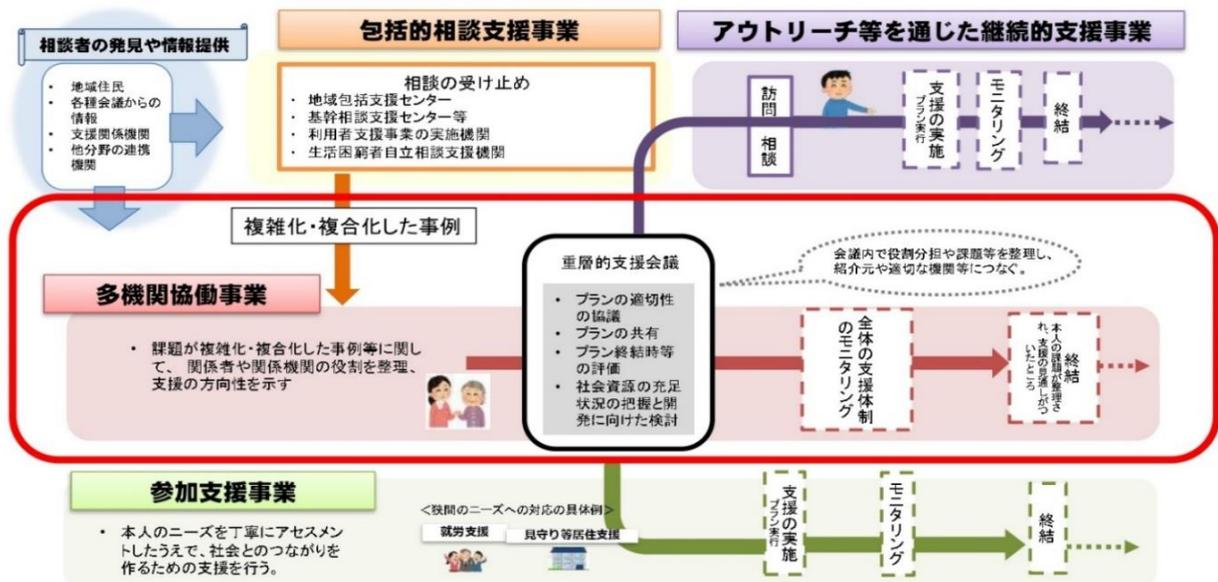 相談者の発見や情報提供
・ 地域住民
・ 各種会議からの
情報
・ 支援関係機関
・ 他分野の連携
機関
包括的相談支援事業
相談の受け止め
・ 地域包括支援センター
・ 基幹相談支援センター等
・ 利用者支援事業の実施機関
・ 生活困窮者自立相談支援機関
アウトリーチ等を通じた継続的支援事業
訪問
相談
支援の実施
プラン実行
モニタリング
終結
複雑化・複合化した事例
多機関協働事業
・ 課題が複雑化・複合化した事例等に関し
て、 関係者や関係機関の役割を整理、
支援の方向性を示す
重層的支援会議
・ プランの適切性
の協議
・ プランの共有
・ プラン終結時等
の評価
・ 社会資源の充足
状況の把握と開
発に向けた検討
会議内で役割分担や課題等を整理し、
紹介元や適切な機関等につなぐ。
全体の支援体制
のモニタリング
終結
本人の課題が整理さ
れ、支援の見通しがつ
いたところ
参加支援事業
・ 本人のニーズを丁寧にアセスメン
トしたうえで、社会とのつながりを
作るための支援を行う。
＜狭間のニーズへの対応の具体例＞
就労支援
見守り等居住支援
支援の実施
プラン実行
モニタリング
終結